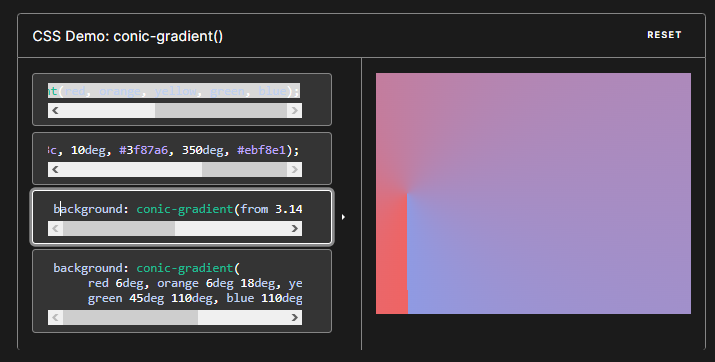 CSS Demo: conic-gradient()
RESET
nt(red, orange, yellow, green, blue);
c, 10deg, #3f87a6, 350deg, #ebf8e1);
background: conic-gradient(from 3.14
background: conic-gradient(
red 6deg, orange 6deg 18deg, ye
green 45deg 110deg, blue 110deg